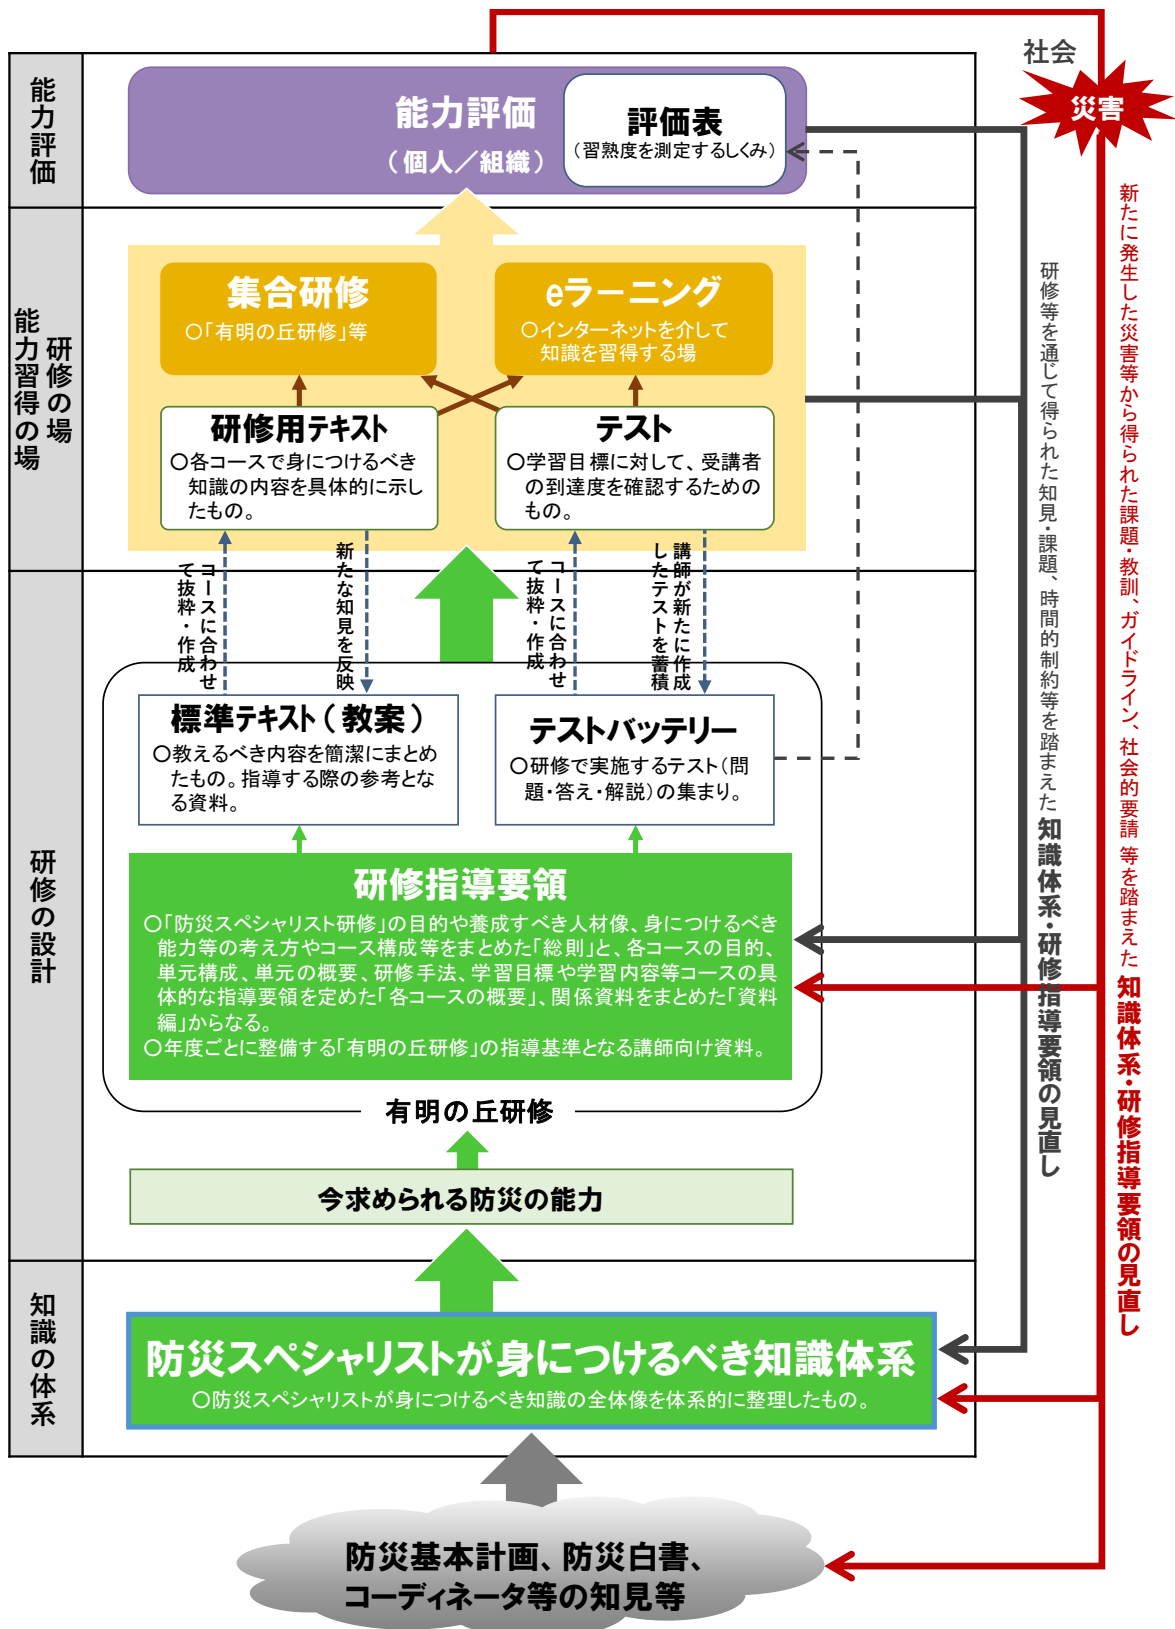 社会
災害
能力評価
能力評価
(個人／組織)
評価表
(習熟度を測定するしくみ)
研修の場
能力習得の場
集合研修
○「有明の丘研修」等
eラーニング
○インターネットを介して
知識を習得する場
研修用テキスト
○各コースで身につけるべき
知識の内容を具体的に示し
たもの。
テスト
○学習目標に対して、受講者
の到達度を確認するための
もの。
コースに合わせ
て抜粋・作成
新たな知見を反映
コースに合わせ
て抜粋・作成
講師が新たに作成
したテストを蓄積
研修の設計
標準テキスト(教案)
○教えるべき内容を簡潔にまとめ
たもの。指導する際の参考とな
る資料。
テストバッテリー
○研修で実施するテスト(問
題・答え・解説)の集まり。
研修指導要領
○「防災スペシャリスト研修」の目的や養成すべき人材像、身につけるべき
能力等の考え方やコース構成等をまとめた「総則」と、各コースの目的、
単元構成、単元の概要、研修手法、学習目標や学習内容等コースの具
体的な指導要領を定めた「各コースの概要」、関係資料をまとめた「資料
編」からなる。
○年度ごとに整備する「有明の丘研修」の指導基準となる講師向け資料。
有明の丘研修
今求められる防災の能力
知識の体系
防災スペシャリストが身につけるべき知識体系
○防災スペシャリストが身につけるべき知識の全体像を体系的に整理したもの。
防災基本計画、防災白書、
コーディネータ等の知見等
研修等を通じて得られた知見・課題、時間的制約等を踏まえた 知識体系・研修指導要領の見直し
新たに発生した災害等から得られた課題・教訓、ガイドライン、社会的要請 等を踏まえた 知識体系・研修指導要領の見直し